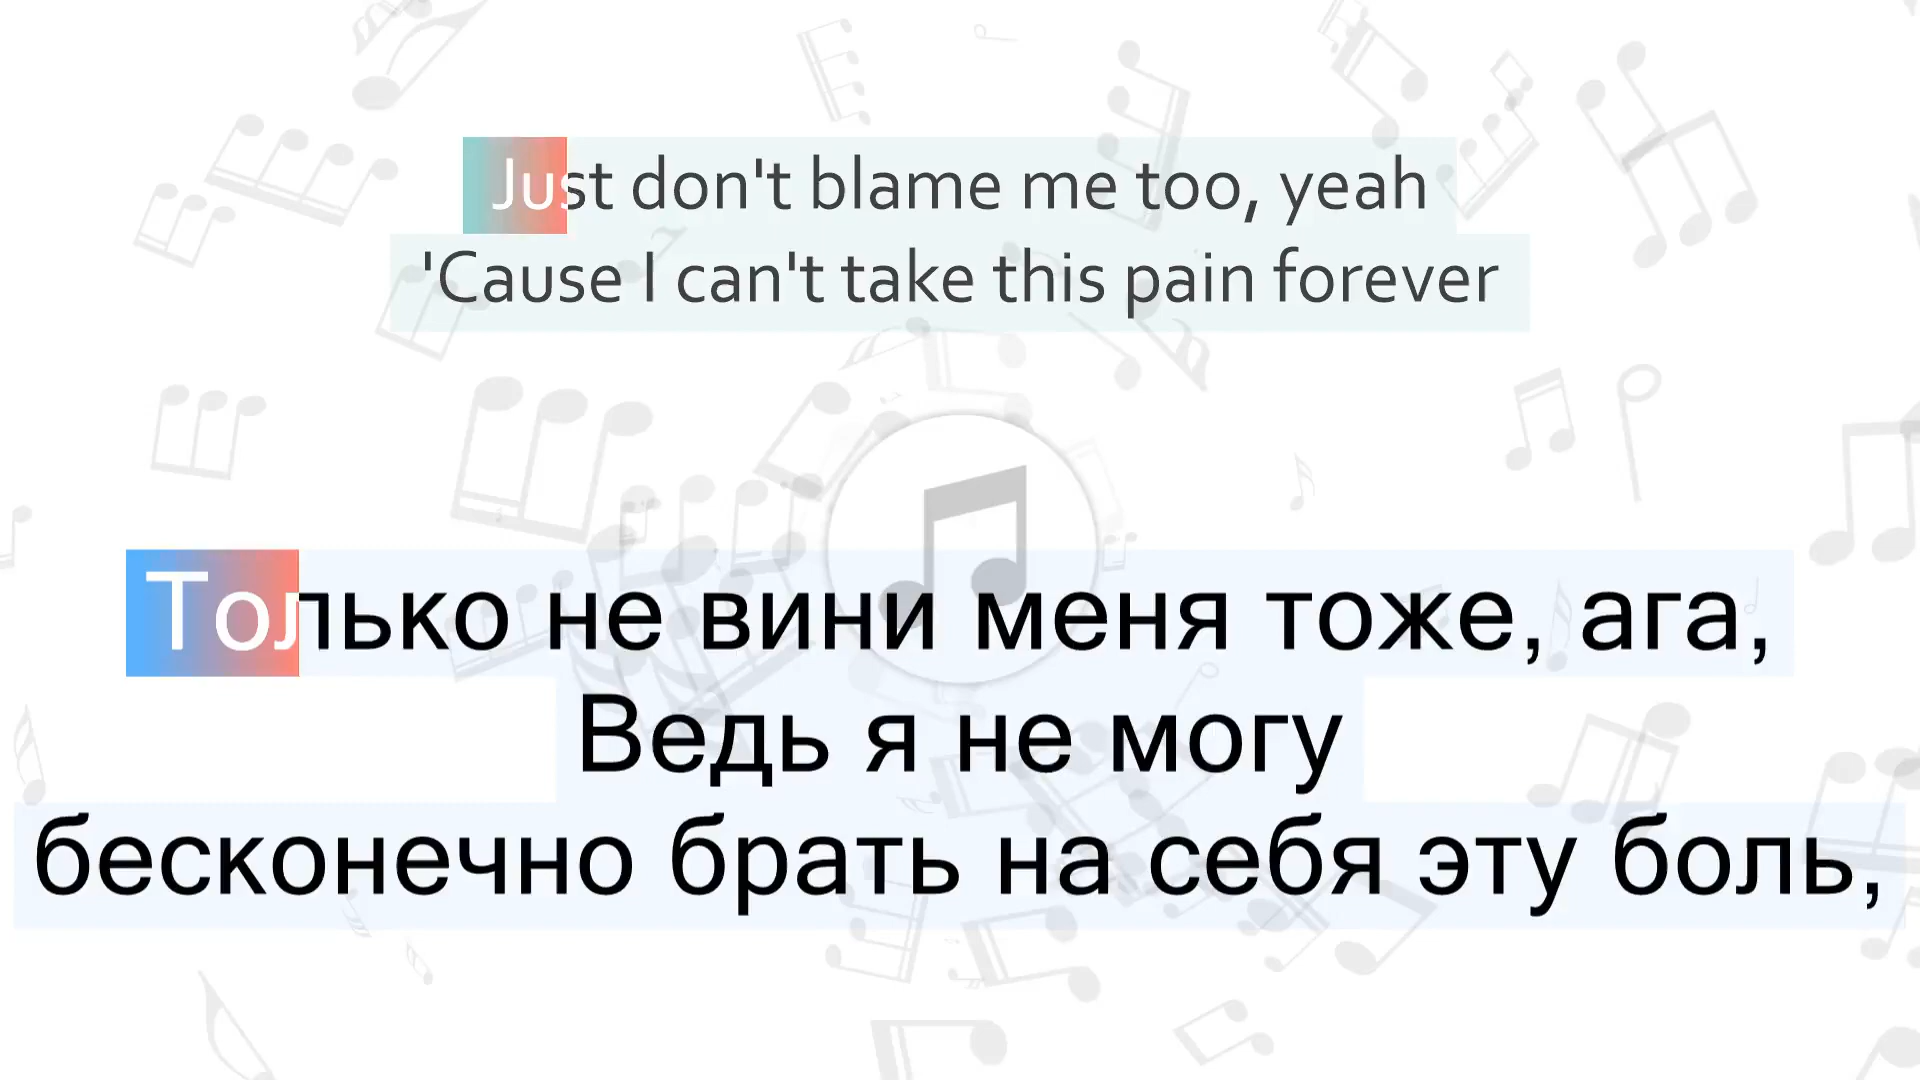 Just don't blame me too, yeah
'Cause I can't take this pain forever
Только не вини меня тоже, ага,
Ведь я не могу
бесконечно брать на себя эту боль,